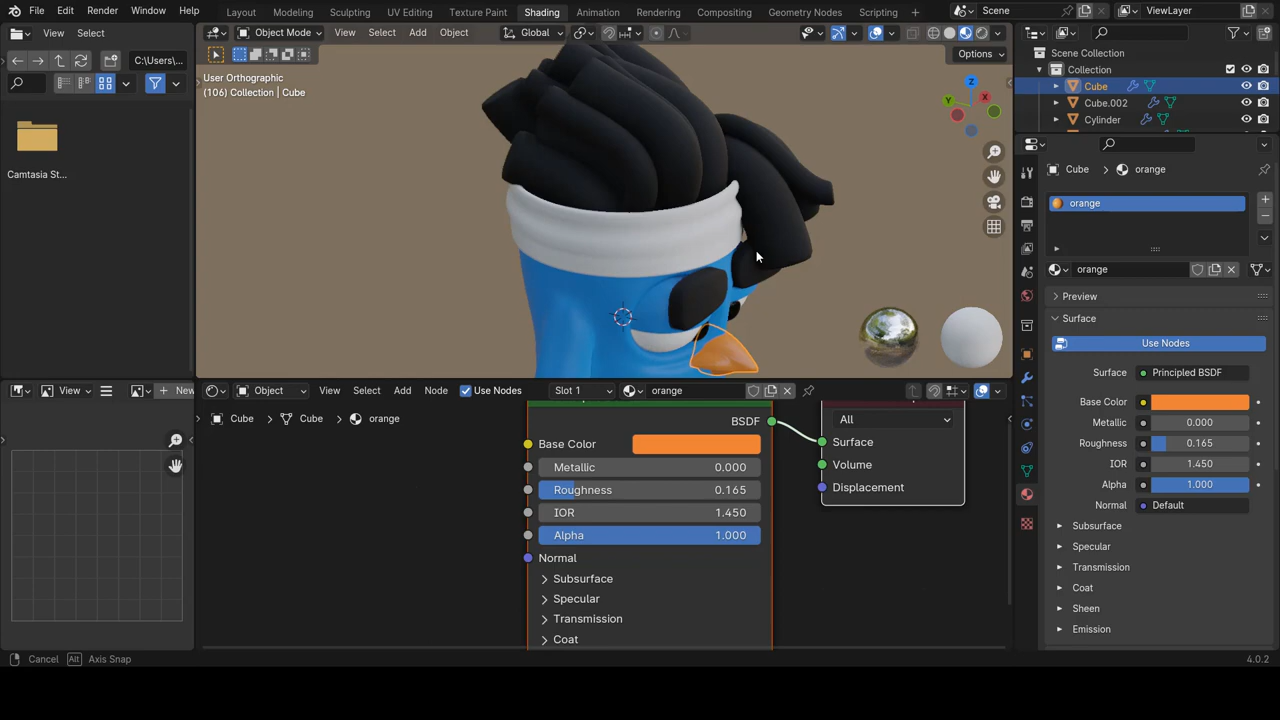 File Edit Render Window Help
Layout Modeling Sculpting UV Editing Texture Paint Shading Animation Rendering Compositing Geometry Nodes Scripting
Scene ViewLayer
View Select
Object Mode View Select Add Object Global
C:\Users\...
Options
User Orthographic
(106) Collection | Cube
Z
Y
X
Camtasia St...
Scene Collection
Collection
Cube
Cube.002
Cylinder
Cube orange
orange
orange
Preview
Surface
Use Nodes
Surface: Principled BSDF
Base Color
Metallic 0.000
Roughness 0.165
IOR 1.450
Alpha 1.000
Normal Default
Subsurface
Specular
Transmission
Coat
Sheen
Emission
View New
Object View Select Add Node Use Nodes Slot 1 orange
Cube Cube orange
BSDF
Base Color
Metallic 0.000
Roughness 0.165
IOR 1.450
Alpha 1.000
Normal
Subsurface
Specular
Transmission
Coat
All
Surface
Volume
Displacement
Cancel Alt Axis Snap
4.0.2